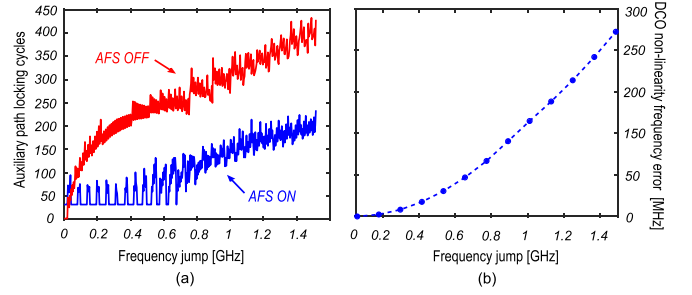 450
400
350
300
250
200
150
100
50
0
Auxiliary path locking cycles
AFS OFF
AFS ON
0 0.2 0.4 0.6 0.8 1 1.2 1.4
Frequency jump [GHz]
(a)
300
250
200
150
100
50
0
DCO non-linearity frequency error [MHz]
0 0.2 0.4 0.6 0.8 1 1.2 1.4
Frequency jump [GHz]
(b)